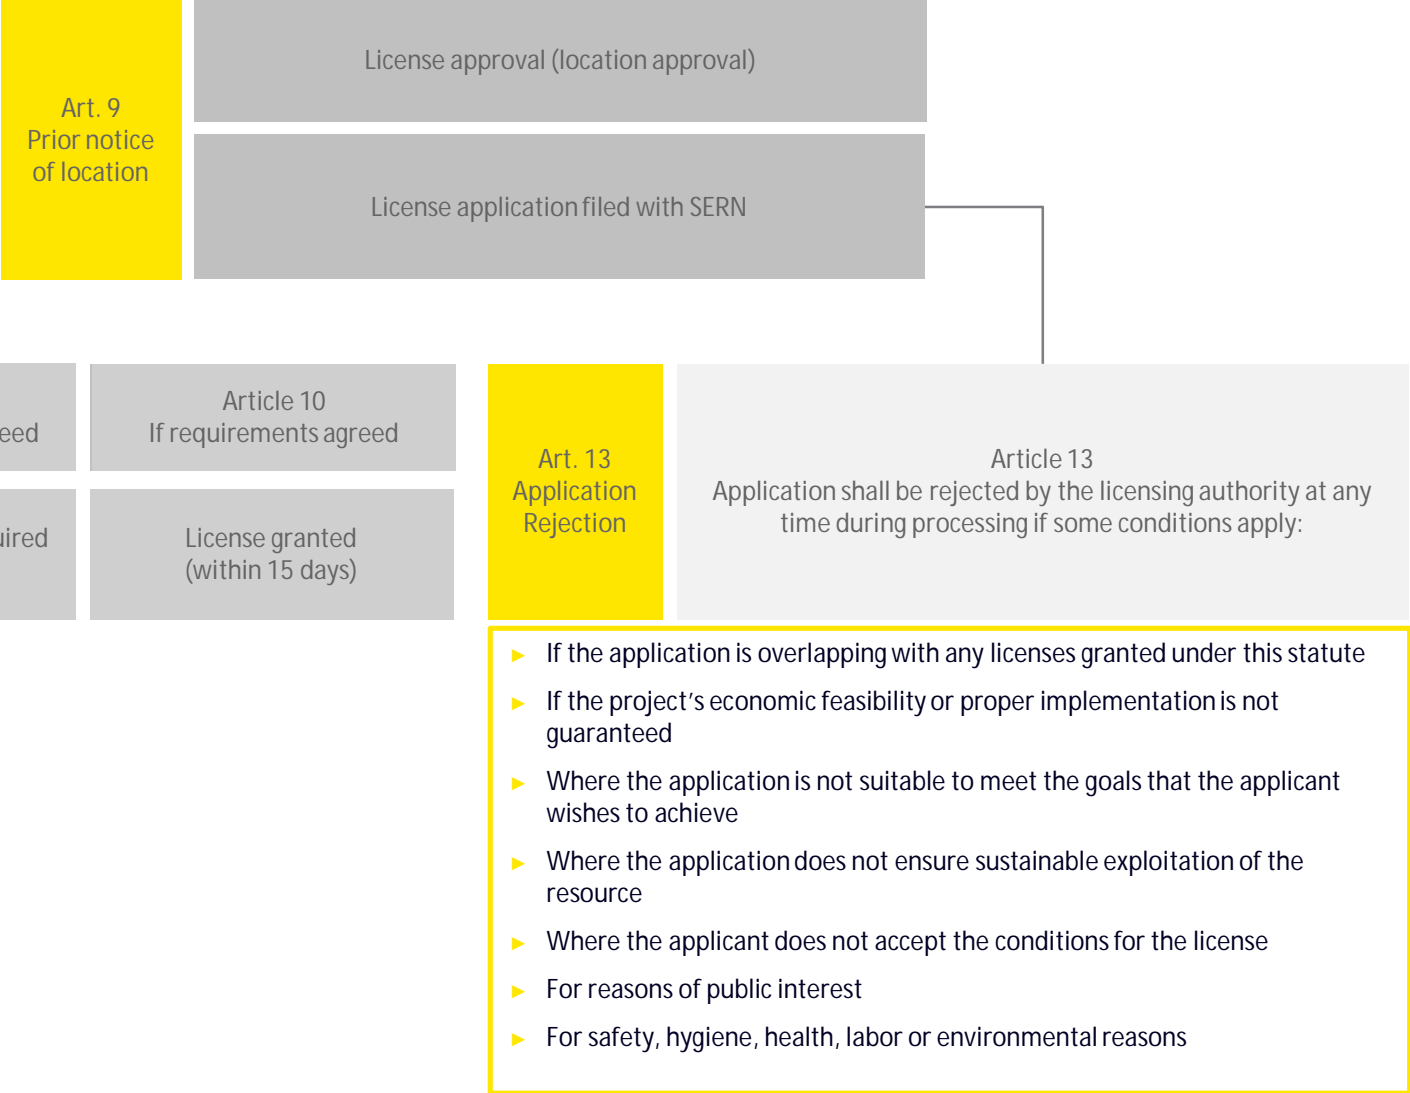 Art. 9
Prior notice
of location
License approval (location approval)
License application filed with SERN
eed
uired
Article 10
If requirements agreed
License granted
(within 15 days)
Art. 13
Application
Rejection
Article 13
Application shall be rejected by the licensing authority at any
time during processing if some conditions apply:
► If the application is overlapping with any licenses granted under this statute
► If the project’s economic feasibility or proper implementation is not
guaranteed
► Where the application is not suitable to meet the goals that the applicant
wishes to achieve
► Where the application does not ensure sustainable exploitation of the
resource
► Where the applicant does not accept the conditions for the license
► For reasons of public interest
► For safety, hygiene, health, labor or environmental reasons